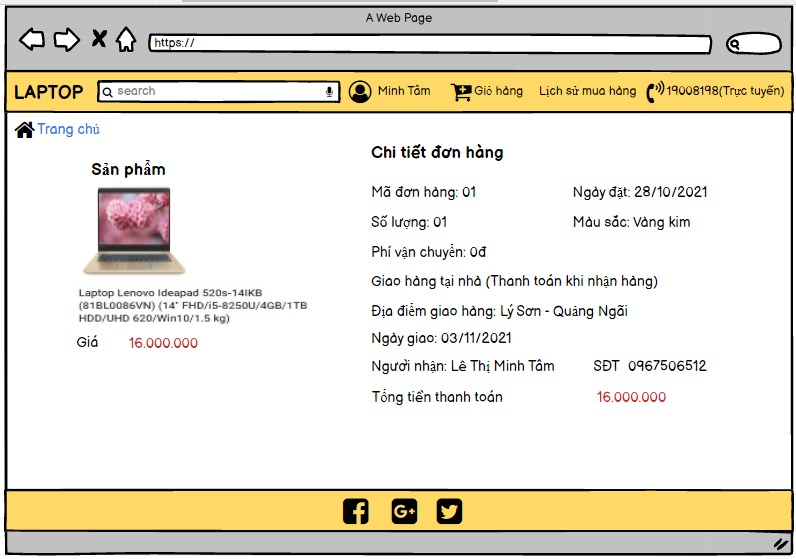 A Web Page
https://
LAPTOP
search
Minh Tâm
Giỏ hàng
Lịch sử mua hàng
19008198(Trực tuyến)
Trang chủ
Sản phẩm
Laptop Lenovo Ideapad 520s-14IKB
(81BL0086VN) (14" FHD/i5-8250U/4GB/1TB
HDD/UHD 620/Win10/1.5 kg)
Giá 16.000.000
Chi tiết đơn hàng
Mã đơn hàng: 01 Ngày đặt: 28/10/2021
Số lượng: 01 Màu sắc: Vàng kim
Phí vận chuyển: 0đ
Giao hàng tại nhà (Thanh toán khi nhận hàng)
Địa điểm giao hàng: Lý Sơn - Quảng Ngãi
Ngày giao: 03/11/2021
Người nhận: Lê Thị Minh Tâm SĐT 0967506512
Tổng tiền thanh toán 16.000.000